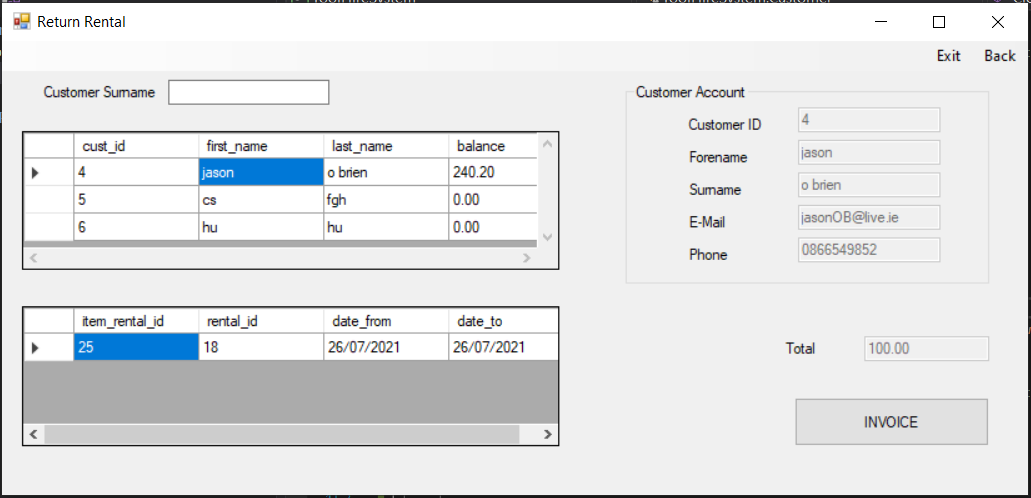 Return Rental
Exit Back
Customer Surname
cust_id first_name last_name balance
4 jason o brien 240.20
5 cs fgh 0.00
6 hu hu 0.00
Customer Account
Customer ID 4
Forename jason
Surname o brien
E-Mail jasonOB@live.ie
Phone 0866549852
item_rental_id rental_id date_from date_to
25 18 26/07/2021 26/07/2021
Total 100.00
INVOICE